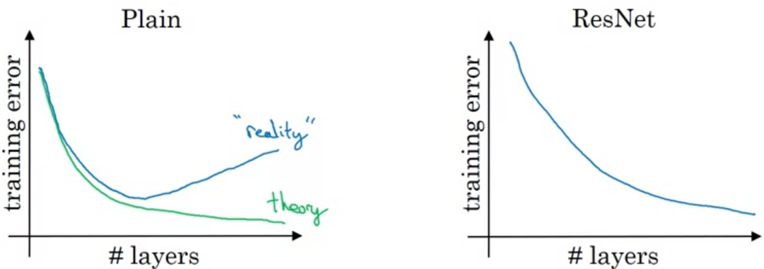 Plain
training error
"reality"
theory
# layers
ResNet
training error
# layers